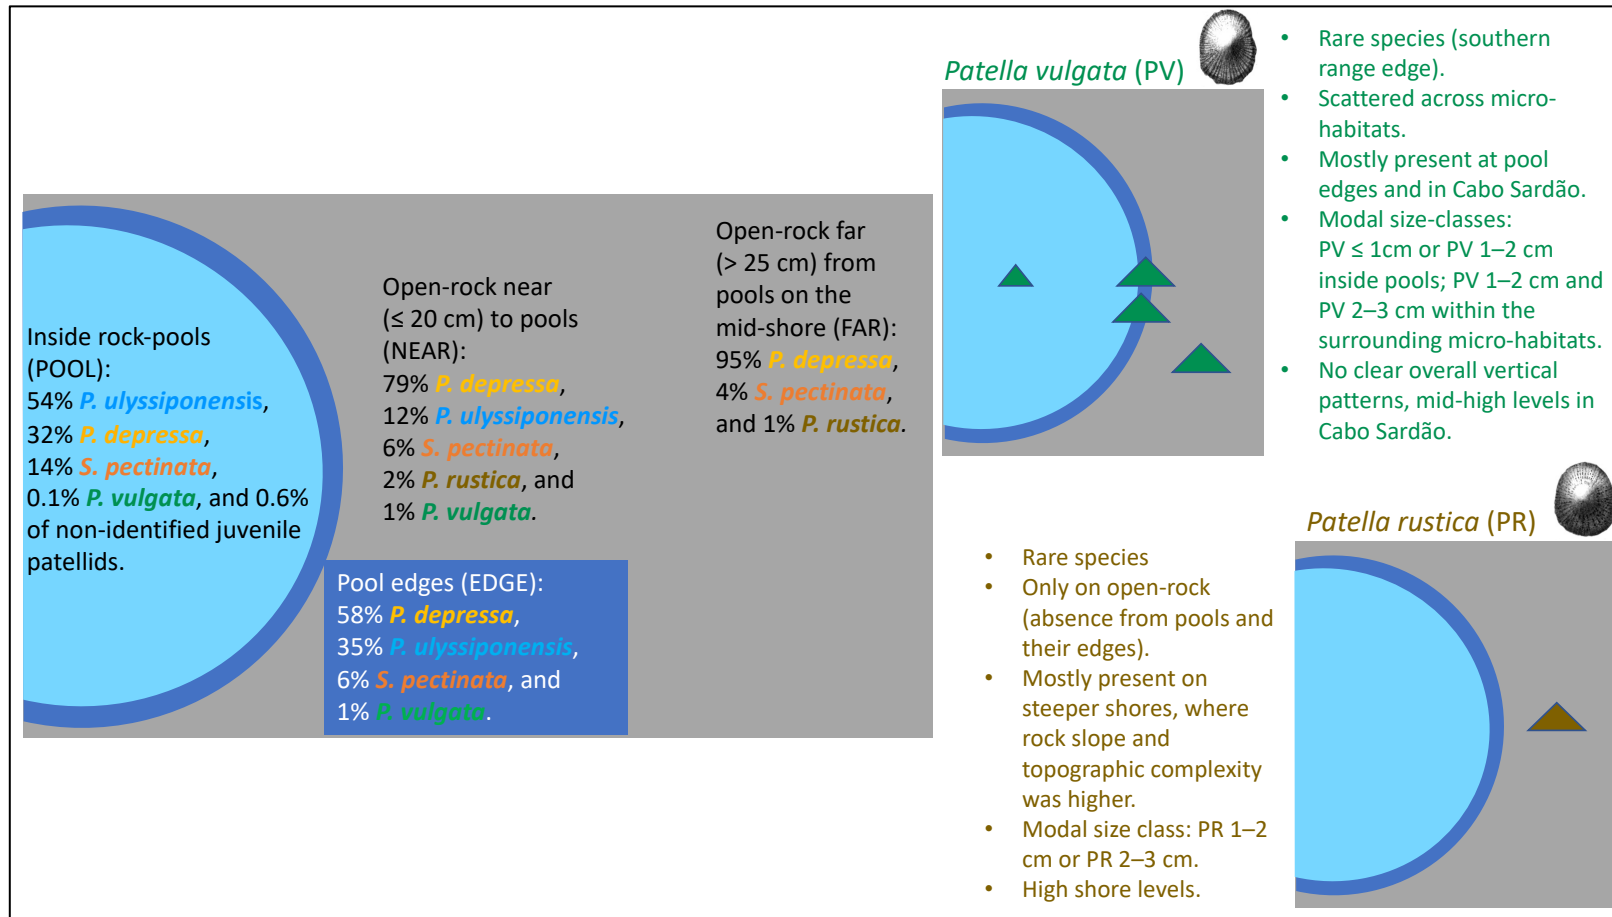 Inside rock-pools
(POOL):
54% P. ulyssiponensis,
32% P. depressa,
14% S. pectinata,
0.1% P. vulgata, and 0.6%
of non-identified juvenile
patellids.
Open-rock near
(≤ 20 cm) to pools
(NEAR):
79% P. depressa,
12% P. ulyssiponensis,
6% S. pectinata,
2% P. rustica, and
1% P. vulgata.
Pool edges (EDGE):
58% P. depressa,
35% P. ulyssiponensis,
6% S. pectinata, and
1% P. vulgata.
Open-rock far
(> 25 cm) from
pools on the
mid-shore (FAR):
95% P. depressa,
4% S. pectinata,
and 1% P. rustica.
Patella vulgata (PV)
• Rare species (southern
range edge).
• Scattered across micro-
habitats.
• Mostly present at pool
edges and in Cabo Sardão.
• Modal size-classes:
PV ≤ 1cm or PV 1–2 cm
inside pools; PV 1–2 cm and
PV 2–3 cm within the
surrounding micro-habitats.
• No clear overall vertical
patterns, mid-high levels in
Cabo Sardão.
Patella rustica (PR)
• Rare species
• Only on open-rock
(absence from pools and
their edges).
• Mostly present on
steeper shores, where
rock slope and
topographic complexity
was higher.
• Modal size class: PR 1–2
cm or PR 2–3 cm.
• High shore levels.